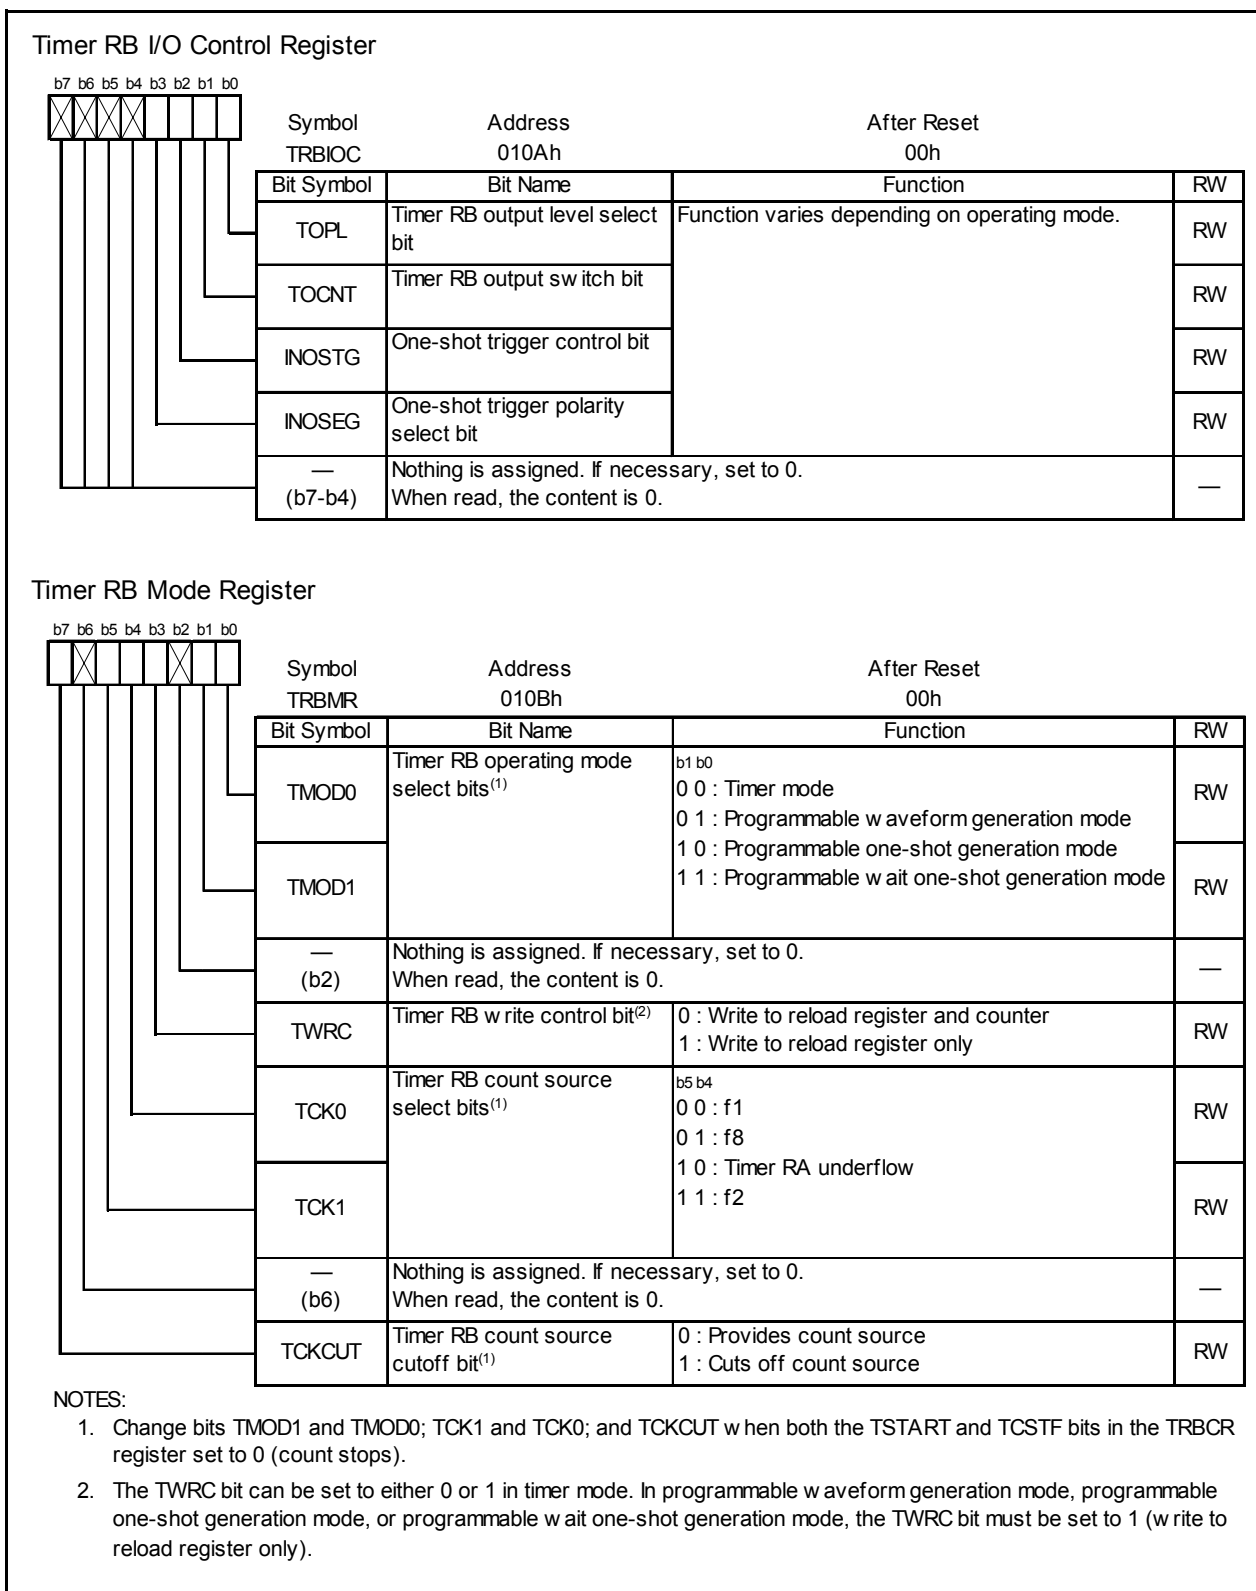 Timer RB I/O Control Register
b7 b6 b5 b4 b3 b2 b1 b0
Symbol Address After Reset
TRBIOC 010Ah 00h
Bit Symbol Bit Name Function RW
TOPL Timer RB output level select bit Function varies depending on operating mode. RW
TOCNT Timer RB output switch bit RW
INOSTG One-shot trigger control bit RW
INOSEG One-shot trigger polarity select bit RW
— Nothing is assigned. If necessary, set to 0.
(b7-b4) When read, the content is 0. —
Timer RB Mode Register
b7 b6 b5 b4 b3 b2 b1 b0
Symbol Address After Reset
TRBMR 010Bh 00h
Bit Symbol Bit Name Function RW
TMOD0 Timer RB operating mode select bits(1) b1 b0 RW
0 0 : Timer mode
0 1 : Programmable waveform generation mode
1 0 : Programmable one-shot generation mode
TMOD1 1 1 : Programmable wait one-shot generation mode RW
— Nothing is assigned. If necessary, set to 0.
(b2) When read, the content is 0. —
TWRC Timer RB write control bit(2) 0 : Write to reload register and counter RW
1 : Write to reload register only
TCK0 Timer RB count source select bits(1) b5 b4 RW
0 0 : f1
0 1 : f8
1 0 : Timer RA underflow
TCK1 1 1 : f2 RW
— Nothing is assigned. If necessary, set to 0.
(b6) When read, the content is 0. —
TCKCUT Timer RB count source cutoff bit(1) 0 : Provides count source RW
1 : Cuts off count source
NOTES:
1. Change bits TMOD1 and TMOD0; TCK1 and TCK0; and TCKCUT when both the TSTART and TCSTF bits in the TRBCR
register set to 0 (count stops).
2. The TWRC bit can be set to either 0 or 1 in timer mode. In programmable waveform generation mode, programmable
one-shot generation mode, or programmable wait one-shot generation mode, the TWRC bit must be set to 1 (write to
reload register only).